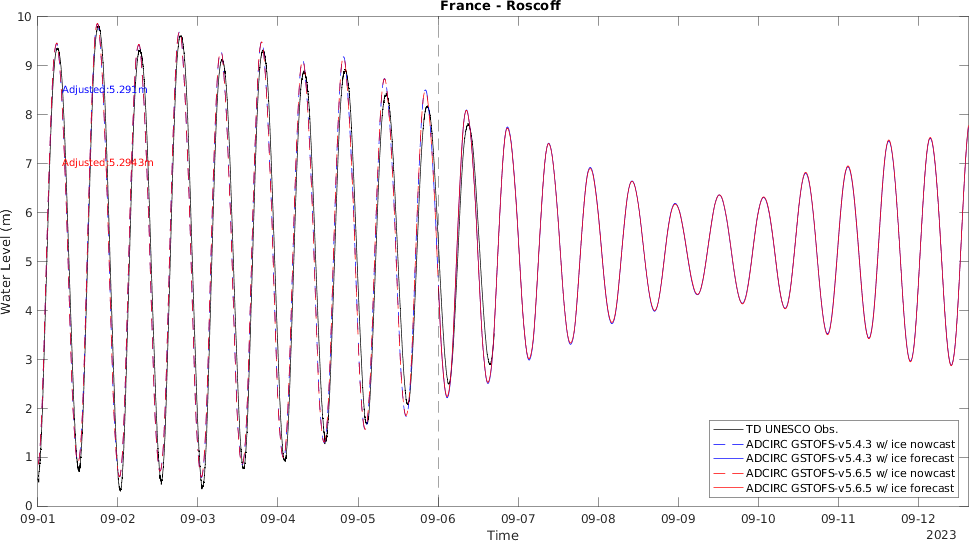 France - Roscoff
10
9
8
7
6
5
4
3
2
1
0
Water Level (m)
Adjusted:5.291m
Adjusted:5.2943m
TD UNESCO Obs.
ADCIRC GSTOFS-v5.4.3 w/ ice nowcast
ADCIRC GSTOFS-v5.4.3 w/ ice forecast
ADCIRC GSTOFS-v5.6.5 w/ ice nowcast
ADCIRC GSTOFS-v5.6.5 w/ ice forecast
09-01 09-02 09-03 09-04 09-05 09-06 09-07 09-08 09-09 09-10 09-11 09-12
Time
2023